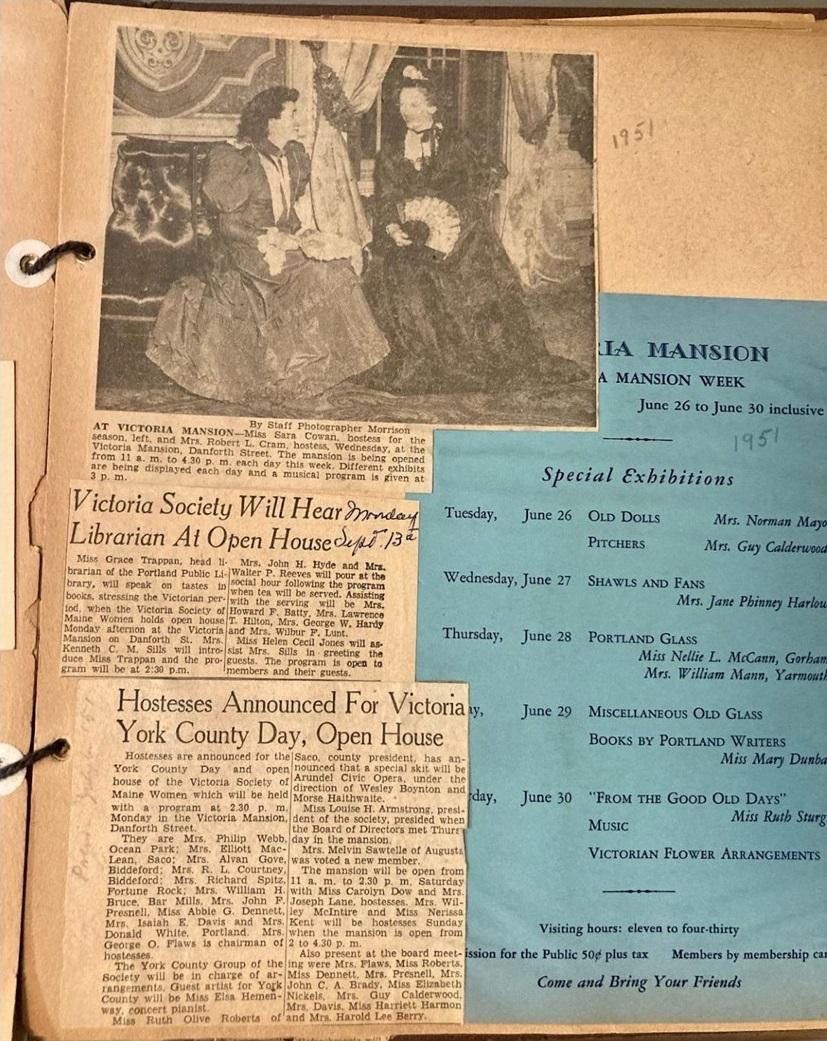 1951
By Staff Photographer Morrison
AT VICTORIA MANSION—Miss Sara Cowan, hostess for the
season, left, and Mrs. Robert L. Cram, hostess, Wednesday, at the
Victoria Mansion, Danforth Street. The mansion is being opened
from 11 a. m. to 4.30 p. m. each day this week. Different exhibits
are being displayed each day and a musical program is given at
3 p. m.
Victoria Society Will Hear
Librarian At Open House
Monday
Sept. 13
Miss Grace Trappan, head li-
brarian of the Portland Public Li-
brary, will speak on tastes in
books, stressing the Victorian per-
iod, when the Victoria Society of
Maine Women holds open house
Monday afternoon at the Victoria
Mansion on Danforth St. Mrs.
Kenneth C. M. Sills will intro-
duce Miss Trappan and the pro-
gram will be at 2:30 p.m.
Mrs. John H. Hyde and Mrs.
Walter P. Reeves will pour at the
social hour following the program
when tea will be served. Assisting
with the serving will be Mrs.
Howard F. Batty, Mrs. Lawrence
T. Hilton, Mrs. George W. Hardy
and Mrs. Wilbur F. Lunt.
Miss Helen Cecil Jones will as-
sist Mrs. Sills in greeting the
guests. The program is open to
members and their guests.
Hostesses Announced For Victoria
York County Day, Open House
Hostesses are announced for the
York County Day and open
house of the Victoria Society of
Maine Women which will be held
with a program at 2.30 p. m.
Monday in the Victoria Mansion,
Danforth Street.
They are Mrs. Philip Webb,
Ocean Park; Mrs. Elliott Mac-
Lean, Saco; Mrs. Alvan Gove,
Biddeford; Mrs. R. L. Courtney,
Biddeford; Mrs. Richard Spitz,
Fortune Rock; Mrs. William H.
Bruce, Bar Mills, Mrs. John F.
Presnell, Miss Abbie G. Dennett,
Mrs. Isaiah E. Davis and Mrs.
Donald White, Portland. Mrs.
George O. Flaws is chairman of
hostesses.
The York County Group of the
Society will be in charge of ar-
rangements. Guest artist for York
County will be Miss Elsa Hemen-
way, concert pianist.
Miss Ruth Olive Roberts of
Saco, county president, has an-
nounced that a special skit will be
Arundel Civic Opera, under the
direction of Wesley Boynton and
Morse Haithwaite.
Miss Louise H. Armstrong, presi-
dent of the society, presided when
the Board of Directors met Thurs-
day in the mansion.
Mrs. Melvin Sawtelle of Augusta
was voted a new member.
The mansion will be open from
11 a. m. to 2.30 p. m. Saturday
with Miss Carolyn Dow and Mrs.
Joseph Lane, hostesses. Mrs. Wil-
ley McIntire and Miss Nerissa
Kent will be hostesses Sunday
when the mansion is open from
2 to 4.30 p. m.
Also present at the board meet-
ing were Mrs. Flaws, Miss Roberts,
Miss Dennett, Mrs. Presnell, Mrs.
John C. A. Brady, Miss Elizabeth
Nickels, Mrs. Guy Calderwood,
Mrs. Davis, Miss Harriett Harmon
and Mrs. Harold Lee Berry.
RIA MANSION
A MANSION WEEK
June 26 to June 30 inclusive
1951
Special Exhibitions
Tuesday, June 26 OLD DOLLS Mrs. Norman Mayo
PITCHERS Mrs. Guy Calderwood
Wednesday, June 27 SHAWLS AND FANS
Mrs. Jane Phinney Harlou
Thursday, June 28 PORTLAND GLASS
Miss Nellie L. McCann, Gorham
Mrs. William Mann, Yarmouth
ay, June 29 MISCELLANEOUS OLD GLASS
BOOKS BY PORTLAND WRITERS
Miss Mary Dunba
day, June 30 "FROM THE GOOD OLD DAYS"
Miss Ruth Sturg
MUSIC
VICTORIAN FLOWER ARRANGEMENTS
Visiting hours: eleven to four-thirty
ission for the Public 50¢ plus tax Members by membership car
Come and Bring Your Friends